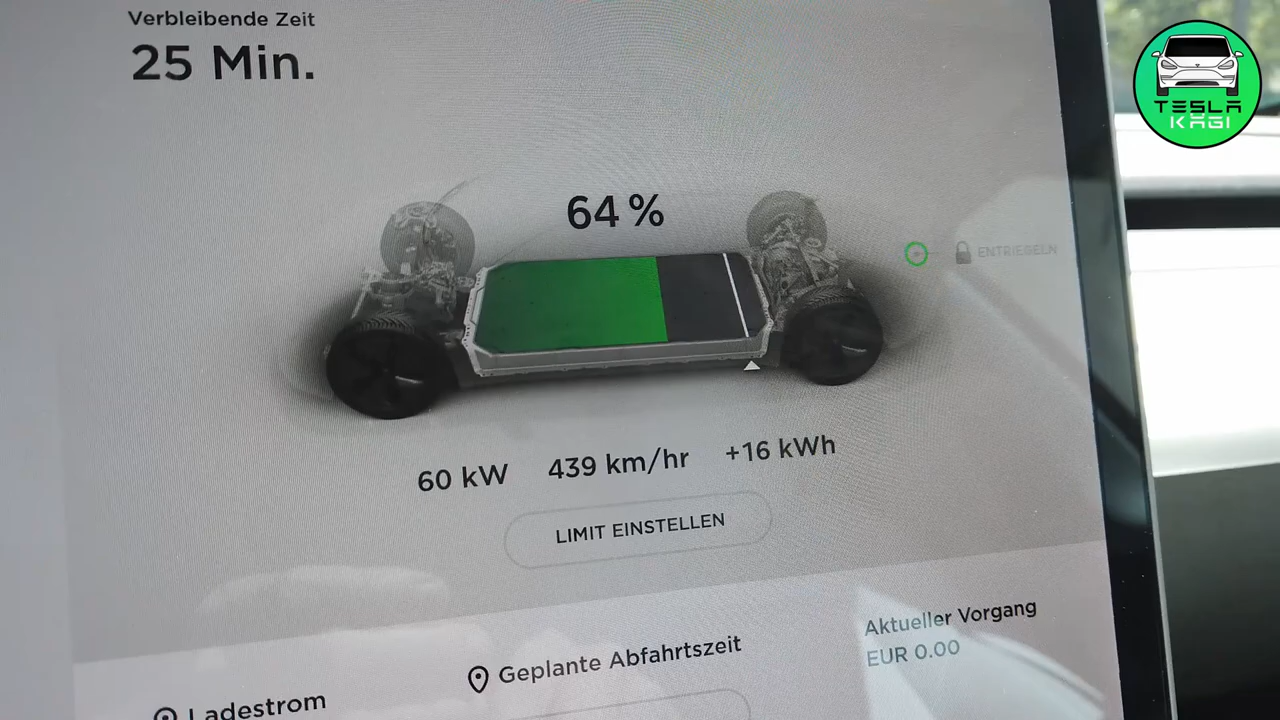 Verbleibende Zeit
25 Min.
TESLA
KAGI
64 %
ENTRIEGELN
60 kW 439 km/hr +16 kWh
LIMIT EINSTELLEN
Aktueller Vorgang
EUR 0.00
Geplante Abfahrtszeit
Ladestrom